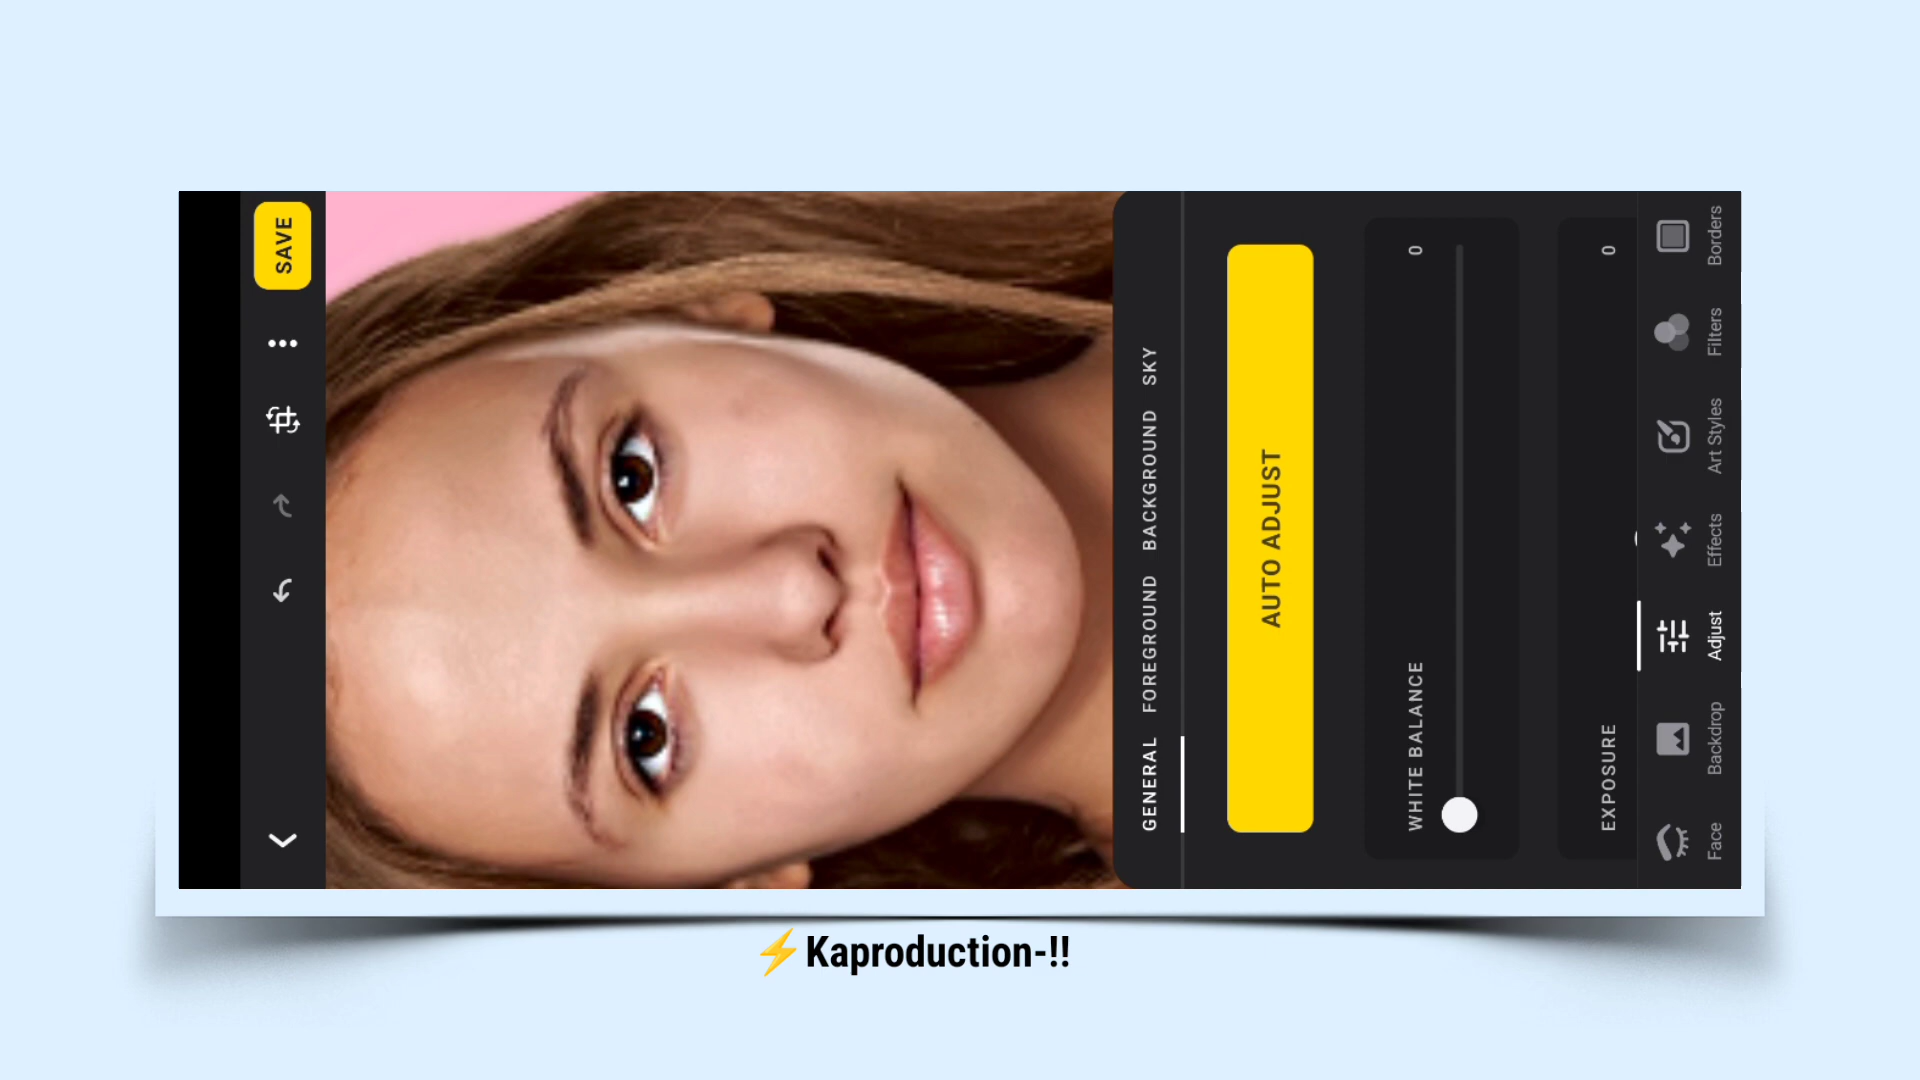 SAVE
GENERAL FOREGROUND BACKGROUND SKY
AUTO ADJUST
WHITE BALANCE 0
EXPOSURE 0
Face Backdrop Adjust Effects Art Styles Filters Borders
⚡Kaproduction-!!